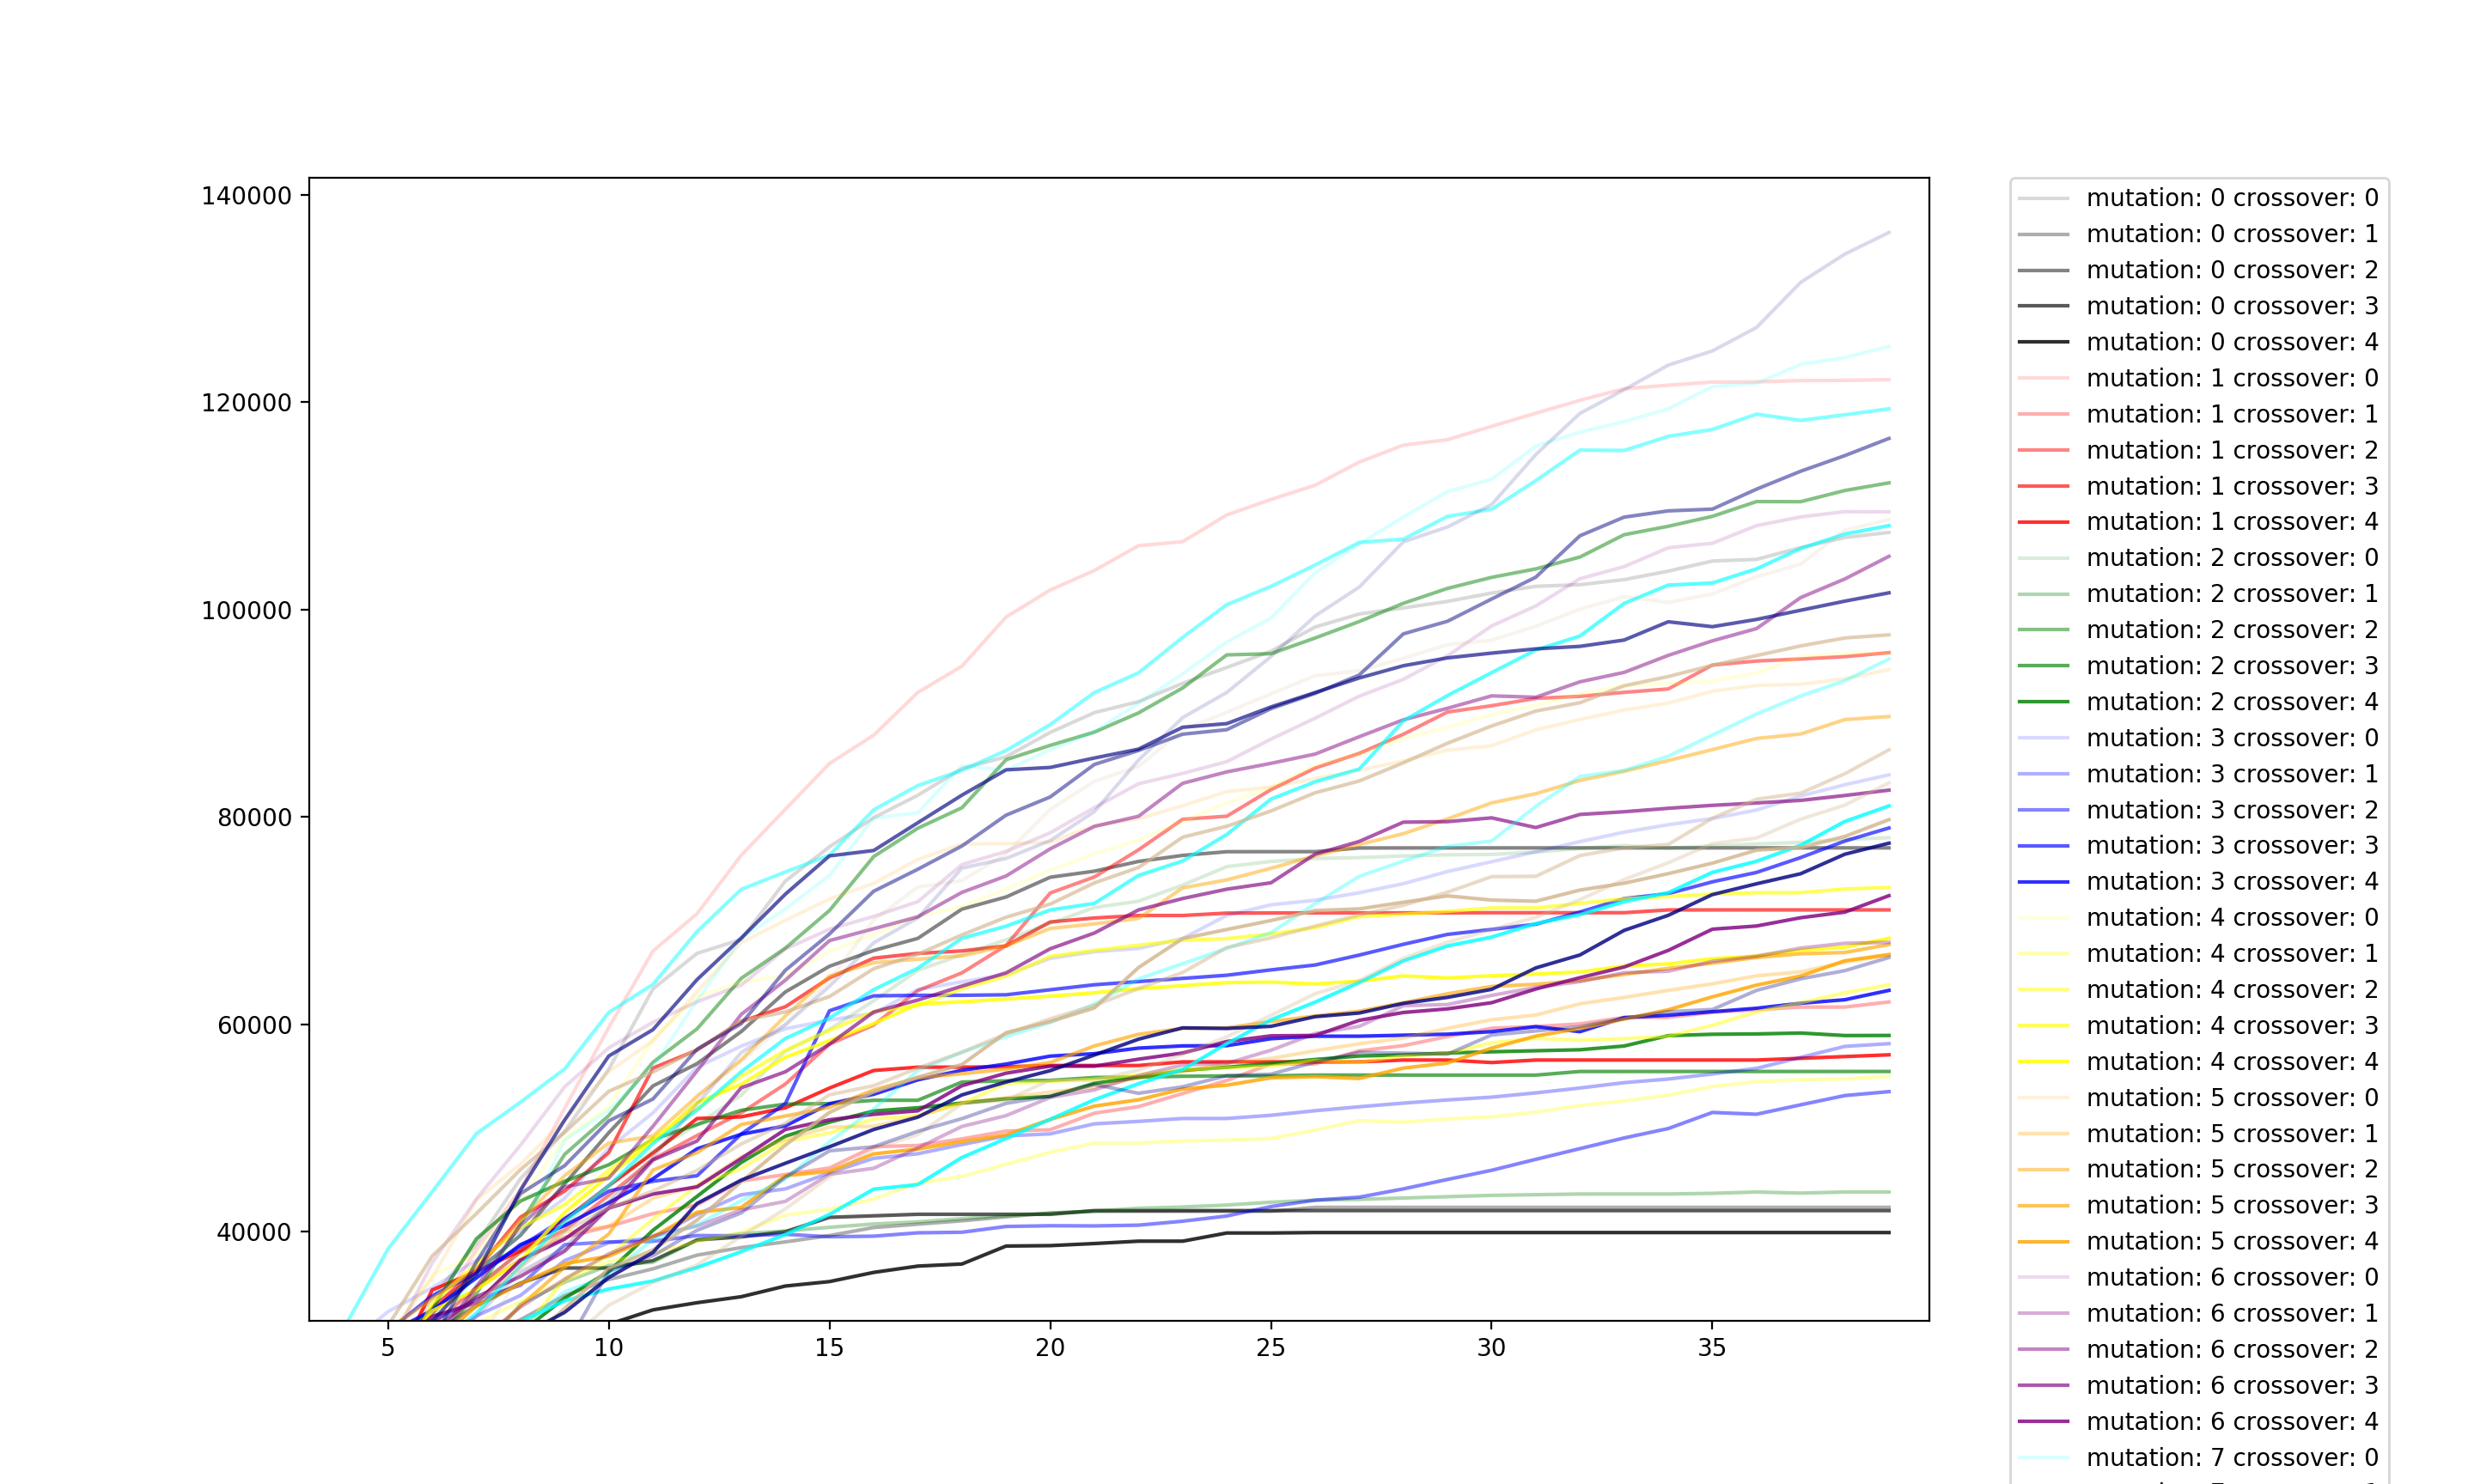 140000
120000
100000
80000
60000
40000
5 10 15 20 25 30 35
mutation: 0 crossover: 0
mutation: 0 crossover: 1
mutation: 0 crossover: 2
mutation: 0 crossover: 3
mutation: 0 crossover: 4
mutation: 1 crossover: 0
mutation: 1 crossover: 1
mutation: 1 crossover: 2
mutation: 1 crossover: 3
mutation: 1 crossover: 4
mutation: 2 crossover: 0
mutation: 2 crossover: 1
mutation: 2 crossover: 2
mutation: 2 crossover: 3
mutation: 2 crossover: 4
mutation: 3 crossover: 0
mutation: 3 crossover: 1
mutation: 3 crossover: 2
mutation: 3 crossover: 3
mutation: 3 crossover: 4
mutation: 4 crossover: 0
mutation: 4 crossover: 1
mutation: 4 crossover: 2
mutation: 4 crossover: 3
mutation: 4 crossover: 4
mutation: 5 crossover: 0
mutation: 5 crossover: 1
mutation: 5 crossover: 2
mutation: 5 crossover: 3
mutation: 5 crossover: 4
mutation: 6 crossover: 0
mutation: 6 crossover: 1
mutation: 6 crossover: 2
mutation: 6 crossover: 3
mutation: 6 crossover: 4
mutation: 7 crossover: 0